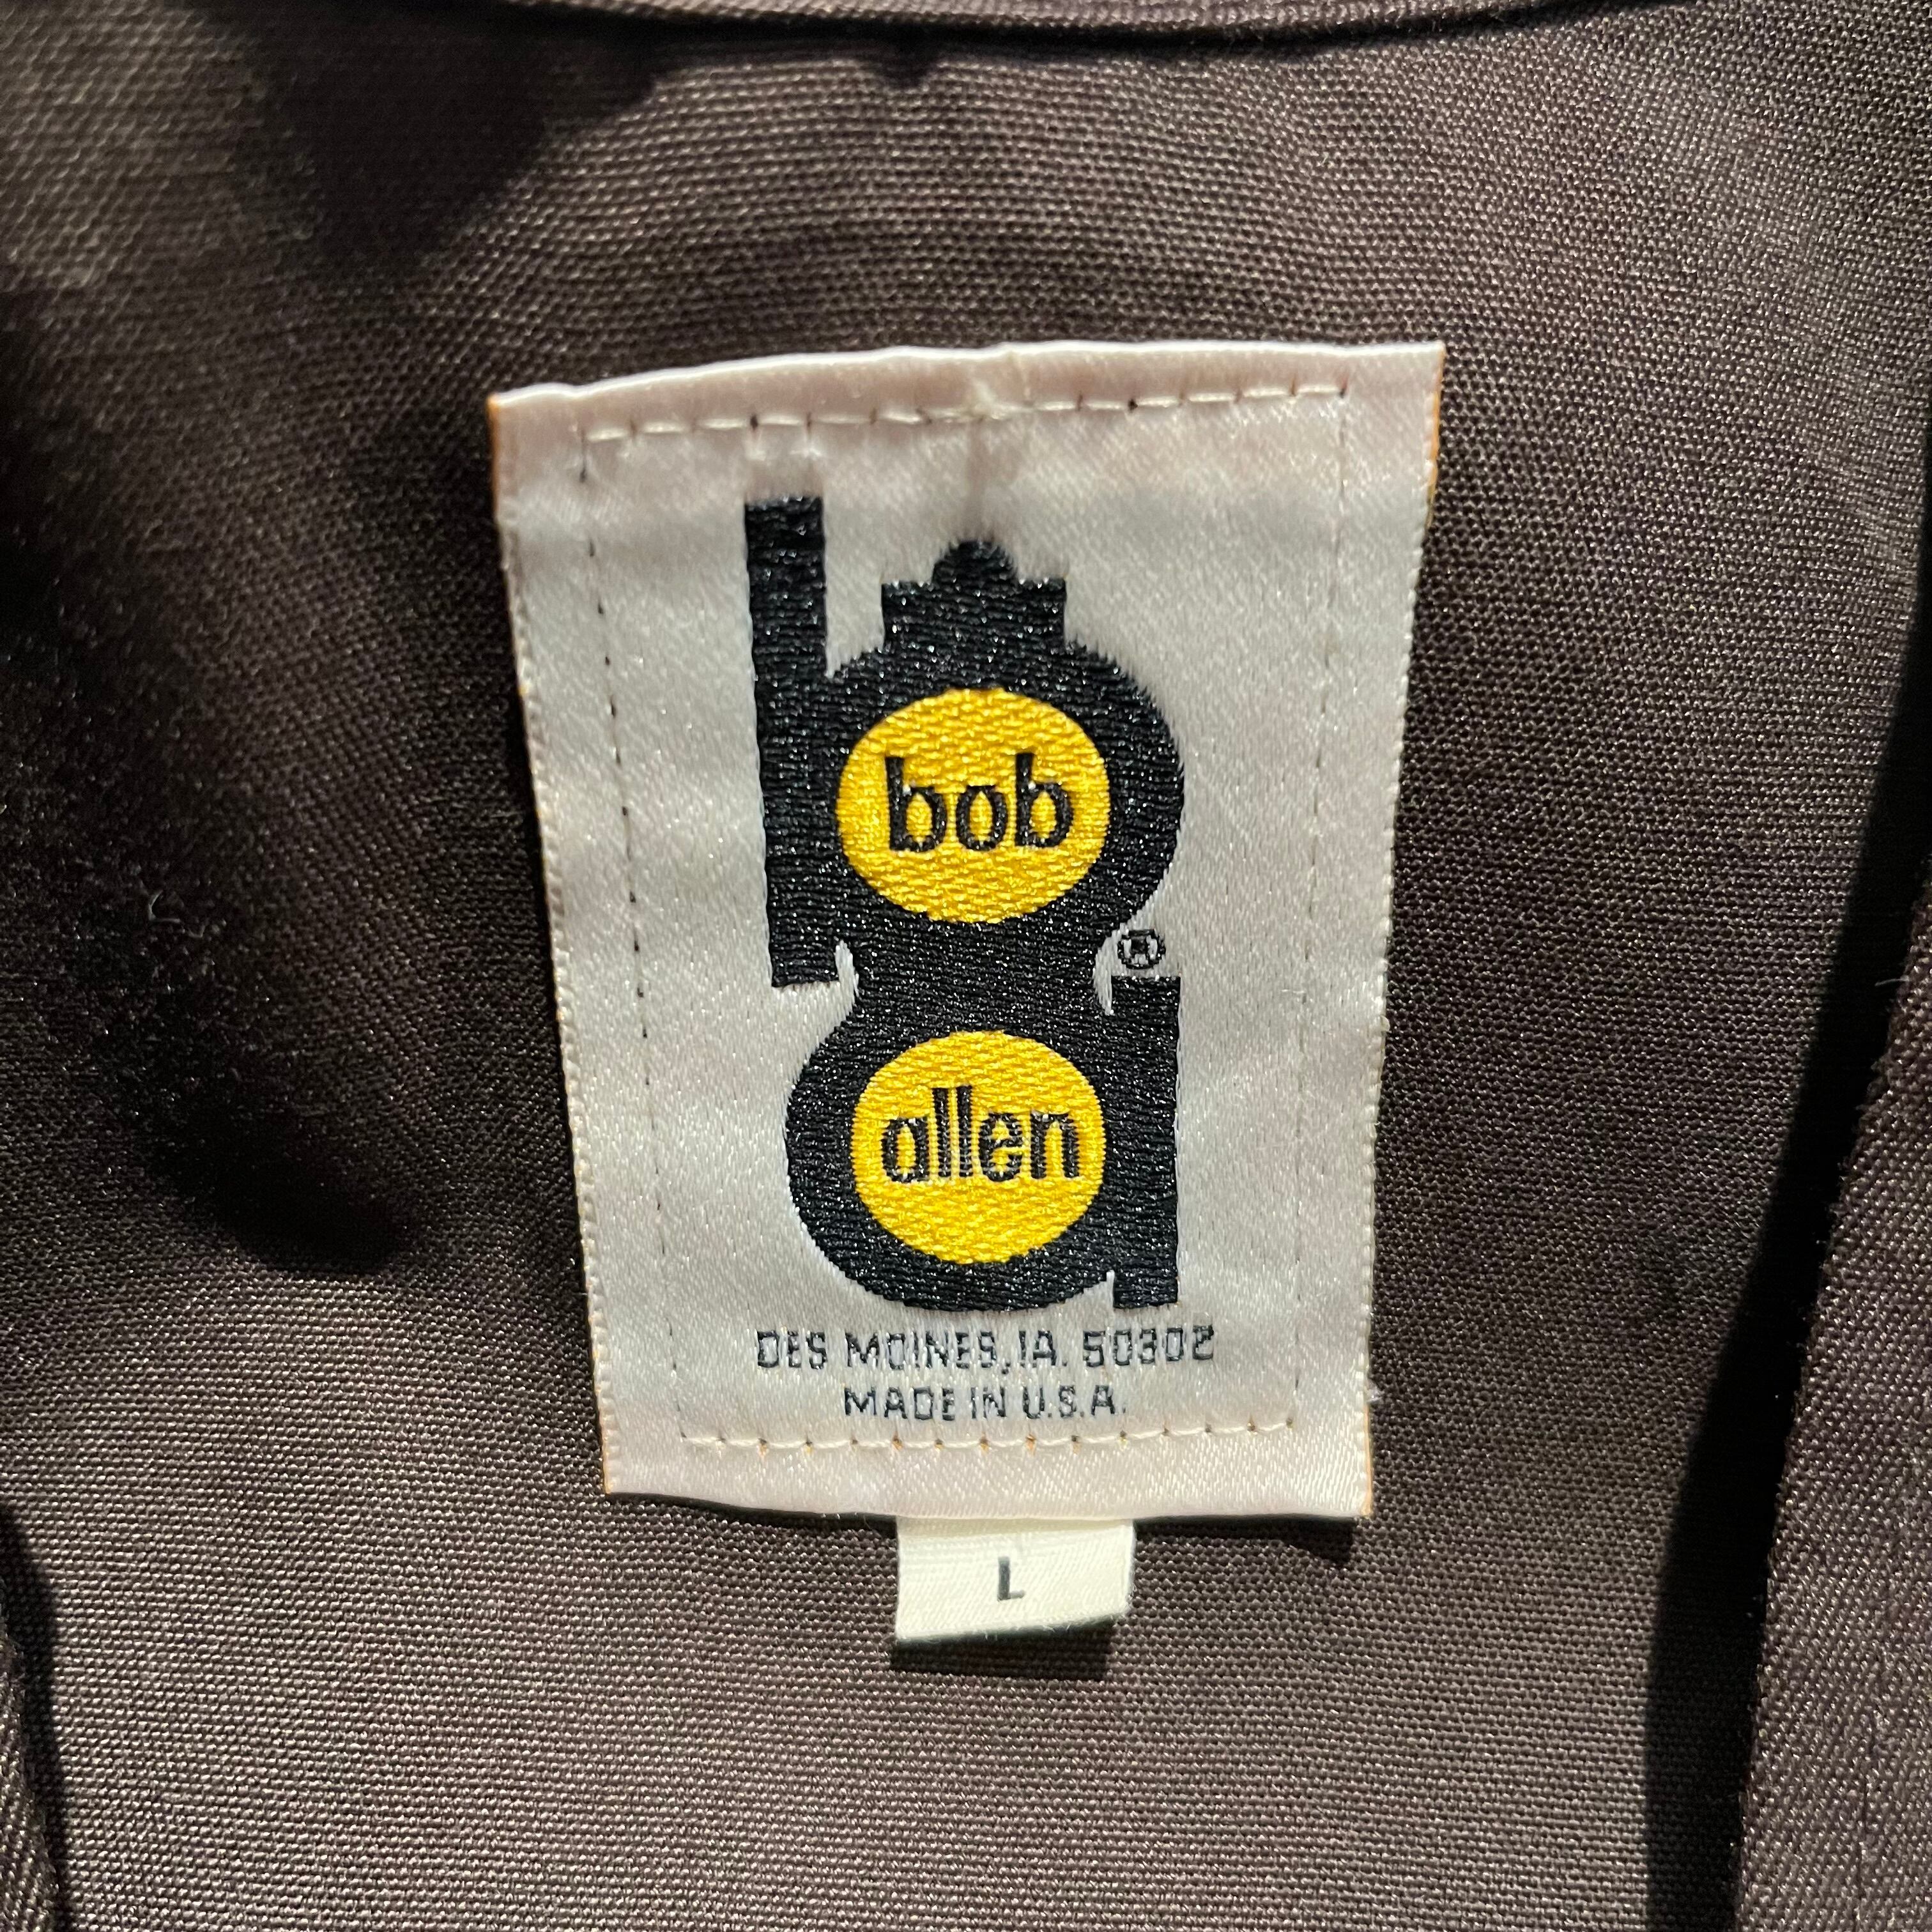 bob
®
allen
DES MOINES, IA. 50302
MADE IN U.S.A.
L